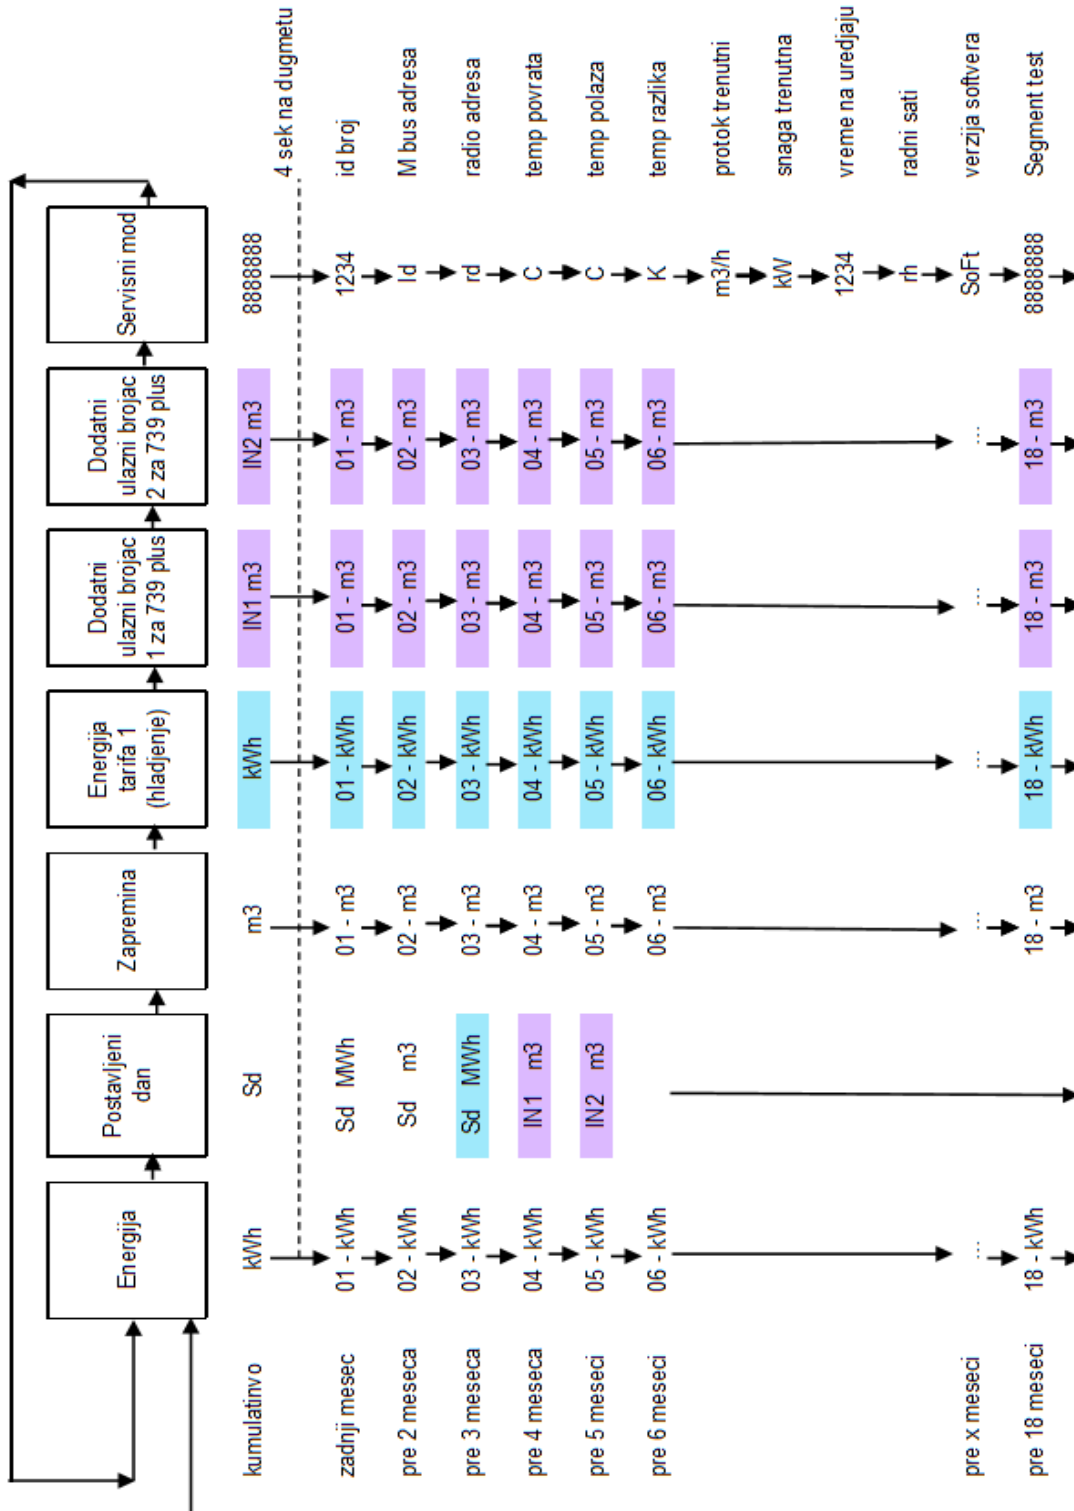 Energija
Postavljeni
dan
Zapremina
Energija
tarifa 1
(hladjenje)
Dodatni
ulazni brojac
1 za 739 plus
Dodatni
ulazni brojac
2 za 739 plus
Servisni mod
kumulatinvo
kWh
Sd
m3
kWh
IN1 m3
IN2 m3
8888888
4 sek na dugmetu
zadnji mesec
01 - kWh
Sd MWh
01 - m3
01 - kWh
01 - m3
01 - m3
1234
id broj
pre 2 meseca
02 - kWh
Sd m3
02 - m3
02 - kWh
02 - m3
02 - m3
Id
M bus adresa
pre 3 meseca
03 - kWh
Sd MWh
03 - m3
03 - kWh
03 - m3
03 - m3
rd
radio adresa
pre 4 meseca
04 - kWh
IN1 m3
04 - m3
04 - kWh
04 - m3
04 - m3
C
temp povrata
pre 5 meseci
05 - kWh
IN2 m3
05 - m3
05 - kWh
05 - m3
05 - m3
C
temp polaza
pre 6 meseci
06 - kWh
06 - m3
06 - kWh
06 - m3
06 - m3
K
temp razlika
m3/h
protok trenutni
kW
snaga trenutna
1234
vreme na uredjaju
rh
radni sati
pre x meseci
...
...
...
...
...
SoFt
verzija softvera
pre 18 meseci
18 - kWh
18 - m3
18 - kWh
18 - m3
18 - m3
8888888
Segment test